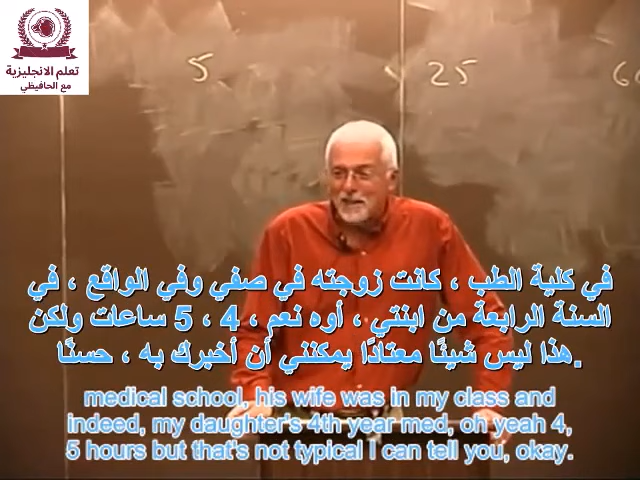 تعلم الانجليزية
مع الحافيظي
5
25
في كلية الطب ، كانت زوجته في صفي وفي الواقع ، في
السنة الرابعة من ابنتي ، أوه نعم ، 4 ، 5 ساعات ولكن
هذا ليس شيئًا معتادًا يمكنني أن أخبرك به ، حسنًا.
medical school, his wife was in my class and
indeed, my daughter's 4th year med, oh yeah 4,
5 hours but that's not typical I can tell you, okay.